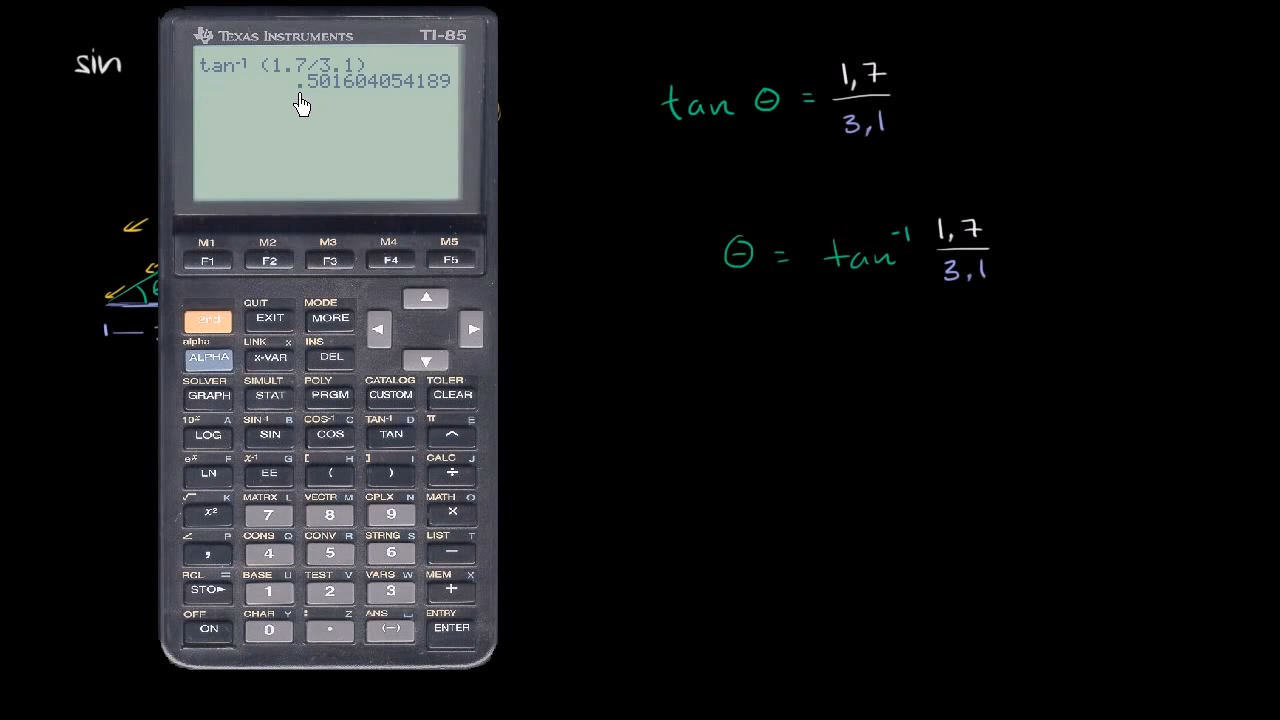 sin
TEXAS INSTRUMENTS TI-85
tan⁻¹ (1.7/3.1)
.501604054189
tan θ = 1,7 / 3,1
θ = tan⁻¹ 1,7 / 3,1
M1 M2 M3 M4 M5
F1 F2 F3 F4 F5
QUIT MODE
2nd EXIT MORE
alpha LINK x INS
ALPHA x-VAR DEL
SOLVER SIMULT POLY CATALOG TOLER
GRAPH STAT PRGM CUSTOM CLEAR
10ˣ A SIN⁻¹ B COS⁻¹ C TAN⁻¹ D π E
LOG SIN COS TAN ^
eˣ F x⁻¹ G [ H ] I CALC J
LN EE ( ) ÷
√ K MATRX L VECTR M CPLX N MATH O
x² 7 8 9 ×
∠ P CONS Q CONV R STRNG S LIST T
, 4 5 6 −
RCL = BASE U TEST V VARS W MEM X
STO► 1 2 3 +
OFF CHAR Y : Z ANS ␣ ENTRY
ON 0 . (−) ENTER